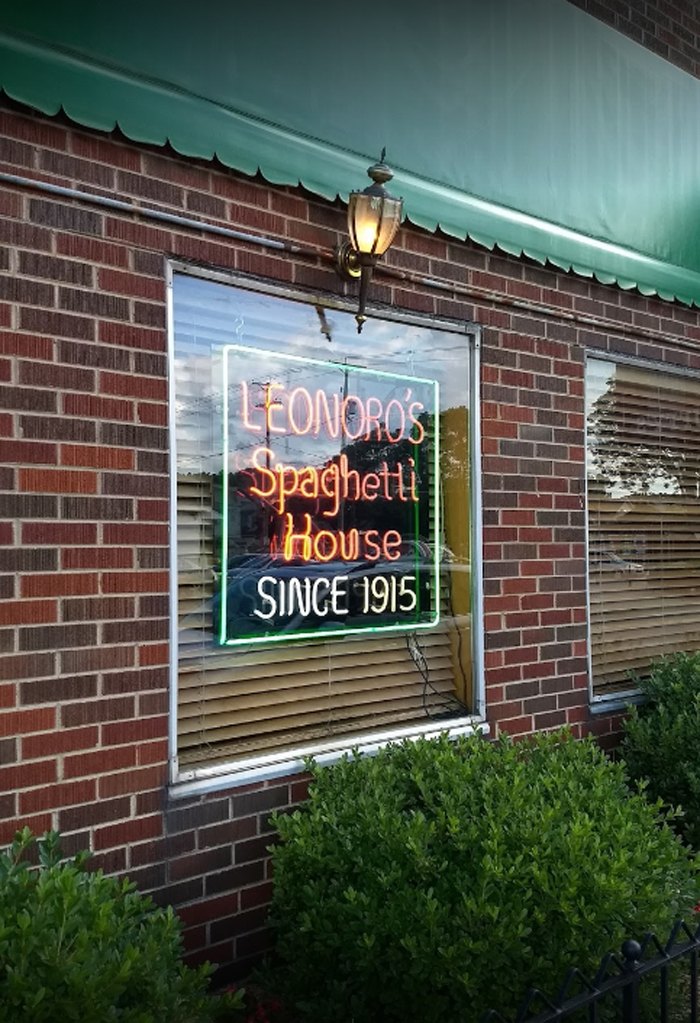 LEONORO'S
Spaghetti
House
SINCE 1915